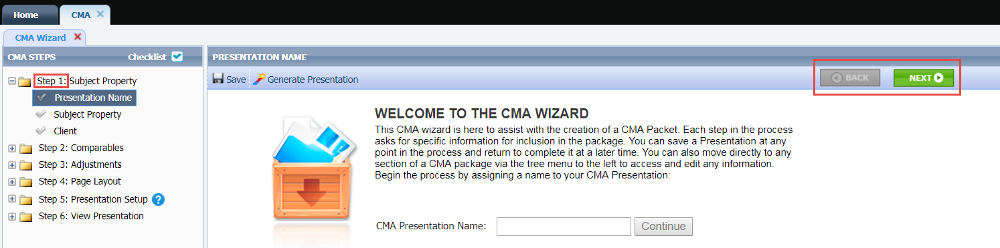 Home CMA
CMA Wizard
CMA STEPS Checklist
Step 1: Subject Property
Presentation Name
Subject Property
Client
Step 2: Comparables
Step 3: Adjustments
Step 4: Page Layout
Step 5: Presentation Setup ?
Step 6: View Presentation
PRESENTATION NAME
Save Generate Presentation BACK NEXT
WELCOME TO THE CMA WIZARD
This CMA wizard is here to assist with the creation of a CMA Packet. Each step in the process
asks for specific information for inclusion in the package. You can save a Presentation at any
point in the process and return to complete it at a later time. You can also move directly to any
section of a CMA package via the tree menu to the left to access and edit any information.
Begin the process by assigning a name to your CMA Presentation:
CMA Presentation Name: Continue